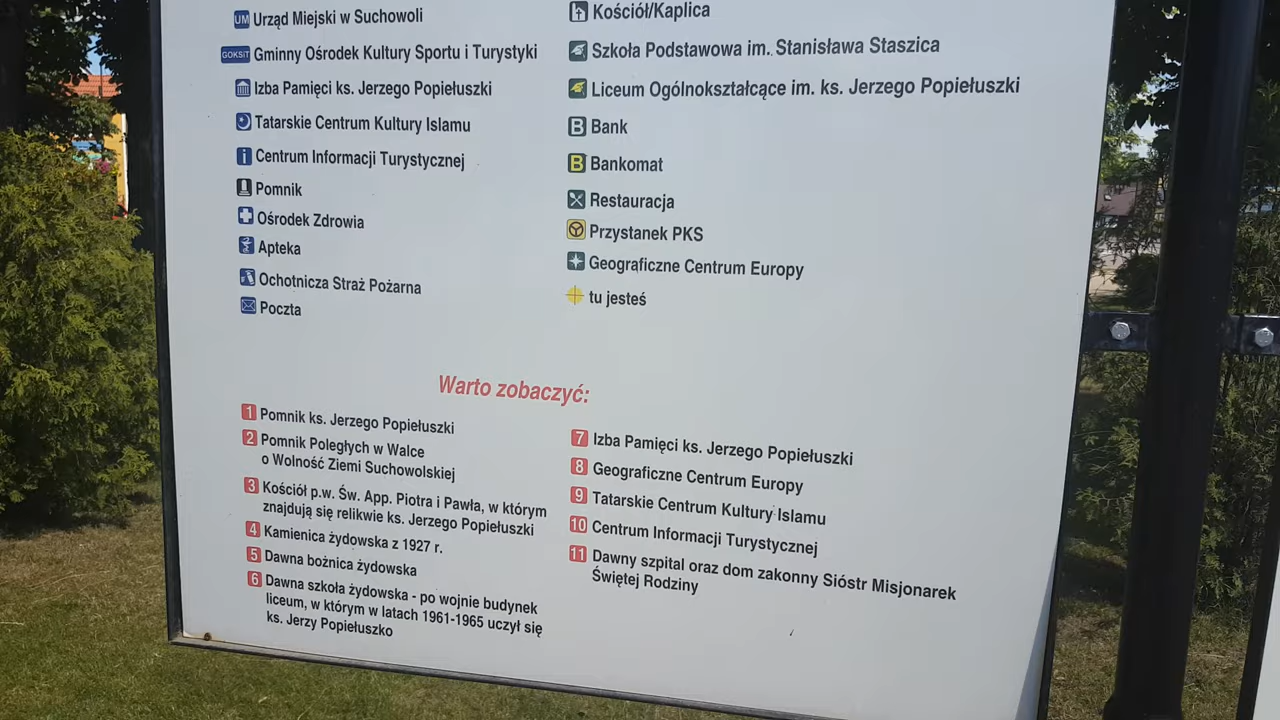 UM Urząd Miejski w Suchowoli
GOKSiT Gminny Ośrodek Kultury Sportu i Turystyki
Izba Pamięci ks. Jerzego Popiełuszki
Tatarskie Centrum Kultury Islamu
i Centrum Informacji Turystycznej
Pomnik
Ośrodek Zdrowia
Apteka
Ochotnicza Straż Pożarna
Poczta
Kościół/Kaplica
Szkoła Podstawowa im. Stanisława Staszica
Liceum Ogólnokształcące im. ks. Jerzego Popiełuszki
B Bank
B Bankomat
Restauracja
Przystanek PKS
Geograficzne Centrum Europy
tu jesteś
Warto zobaczyć:
1 Pomnik ks. Jerzego Popiełuszki
2 Pomnik Poległych w Walce
o Wolność Ziemi Suchowolskiej
3 Kościół p.w. Św. App. Piotra i Pawła, w którym
znajdują się relikwie ks. Jerzego Popiełuszki
4 Kamienica żydowska z 1927 r.
5 Dawna bożnica żydowska
6 Dawna szkoła żydowska - po wojnie budynek
liceum, w którym w latach 1961-1965 uczył się
ks. Jerzy Popiełuszko
7 Izba Pamięci ks. Jerzego Popiełuszki
8 Geograficzne Centrum Europy
9 Tatarskie Centrum Kultury Islamu
10 Centrum Informacji Turystycznej
11 Dawny szpital oraz dom zakonny Sióstr Misjonarek
Świętej Rodziny